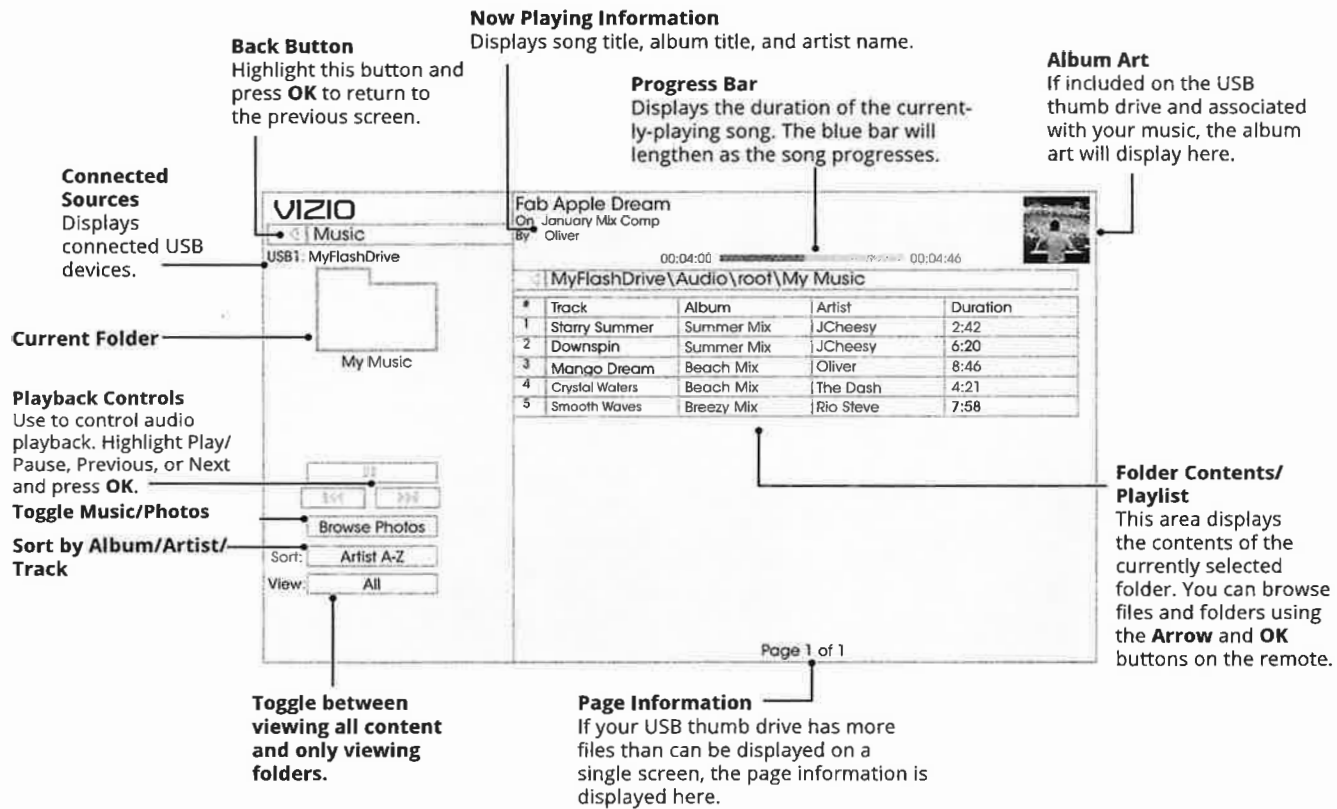 Now Playing Information
Displays song title, album title, and artist name.
Back Button
Highlight this button and
press OK to return to
the previous screen.
Progress Bar
Displays the duration of the current-
ly-playing song. The blue bar will
lengthen as the song progresses.
Album Art
If included on the USB
thumb drive and associated
with your music, the album
art will display here.
Connected
Sources
Displays
connected USB
devices.
Current Folder
Playback Controls
Use to control audio
playback. Highlight Play/
Pause, Previous, or Next
and press OK.
Toggle Music/Photos
Sort by Album/Artist/
Track
VIZIO
Music
USB1: MyFlashDrive
My Music
Browse Photos
Sort: Artist A-Z
View: All
Fab Apple Dream
On January Mix Comp
By Oliver
00:04:00 00:04:46
MyFlashDrive\Audio\root\My Music
# Track Album Artist Duration
1 Starry Summer Summer Mix JCheesy 2:42
2 Downspin Summer Mix JCheesy 6:20
3 Mango Dream Beach Mix Oliver 8:46
4 Crystal Waters Beach Mix The Dash 4:21
5 Smooth Waves Breezy Mix Rio Steve 7:58
Page 1 of 1
Folder Contents/
Playlist
This area displays
the contents of the
currently selected
folder. You can browse
files and folders using
the Arrow and OK
buttons on the remote.
Toggle between
viewing all content
and only viewing
folders.
Page Information
If your USB thumb drive has more
files than can be displayed on a
single screen, the page information is
displayed here.